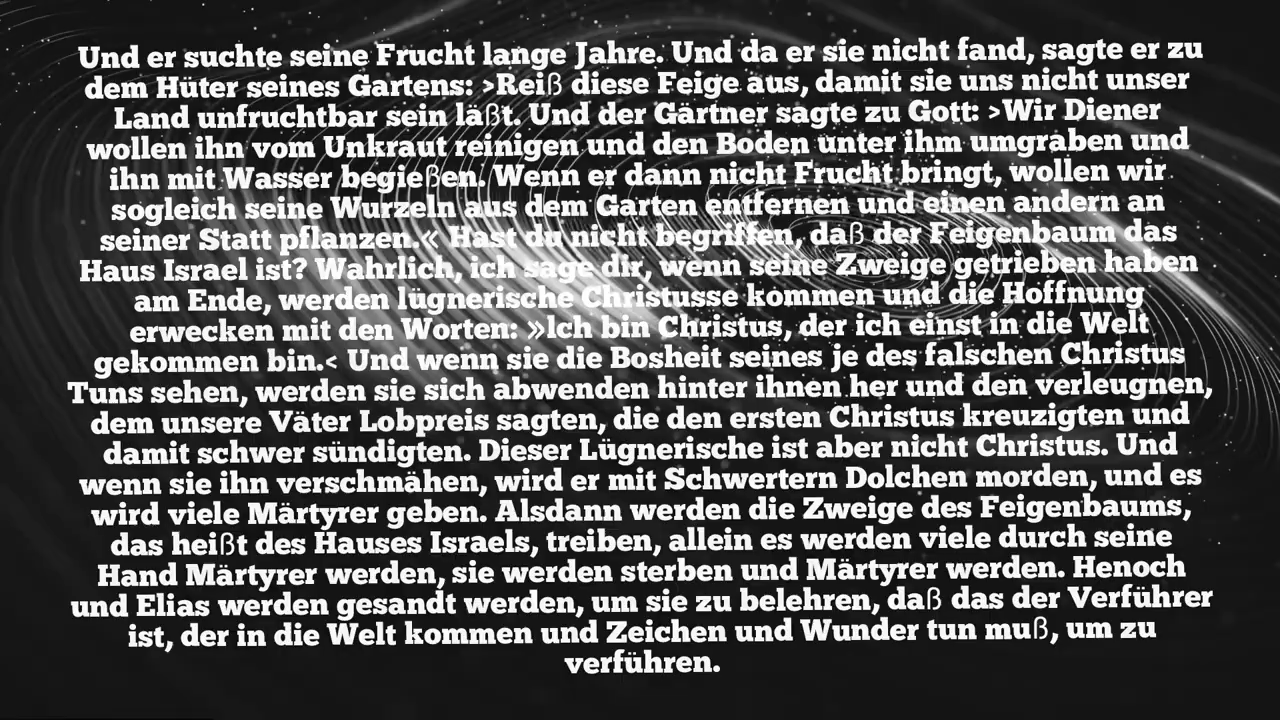 Und er suchte seine Frucht lange Jahre. Und da er sie nicht fand, sagte er zu
dem Hüter seines Gartens: >Reiß diese Feige aus, damit sie uns nicht unser
Land unfruchtbar sein läßt. Und der Gärtner sagte zu Gott: >Wir Diener
wollen ihn vom Unkraut reinigen und den Boden unter ihm umgraben und
ihn mit Wasser begießen. Wenn er dann nicht Frucht bringt, wollen wir
sogleich seine Wurzeln aus dem Garten entfernen und einen andern an
seiner Statt pflanzen.« Hast du nicht begriffen, daß der Feigenbaum das
Haus Israel ist? Wahrlich, ich sage dir, wenn seine Zweige getrieben haben
am Ende, werden lügnerische Christusse kommen und die Hoffnung
erwecken mit den Worten: »lch bin Christus, der ich einst in die Welt
gekommen bin.< Und wenn sie die Bosheit seines je des falschen Christus
Tuns sehen, werden sie sich abwenden hinter ihnen her und den verleugnen,
dem unsere Väter Lobpreis sagten, die den ersten Christus kreuzigten und
damit schwer sündigten. Dieser Lügnerische ist aber nicht Christus. Und
wenn sie ihn verschmähen, wird er mit Schwertern Dolchen morden, und es
wird viele Märtyrer geben. Alsdann werden die Zweige des Feigenbaums,
das heißt des Hauses Israels, treiben, allein es werden viele durch seine
Hand Märtyrer werden, sie werden sterben und Märtyrer werden. Henoch
und Elias werden gesandt werden, um sie zu belehren, daß das der Verführer
ist, der in die Welt kommen und Zeichen und Wunder tun muß, um zu
verführen.